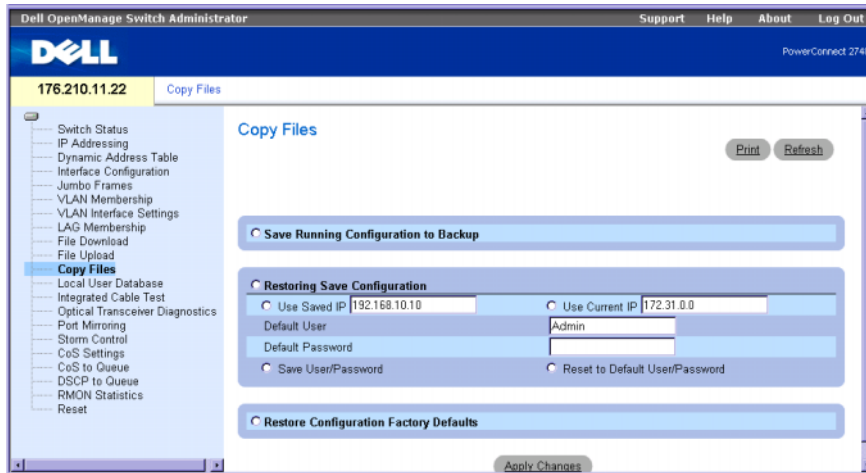 Dell OpenManage Switch Administrator
Support Help About Log Out
DELL
PowerConnect 2748
176.210.11.22
Copy Files
Switch Status
IP Addressing
Dynamic Address Table
Interface Configuration
Jumbo Frames
VLAN Membership
VLAN Interface Settings
LAG Membership
File Download
File Upload
Copy Files
Local User Database
Integrated Cable Test
Optical Transceiver Diagnostics
Port Mirroring
Storm Control
CoS Settings
CoS to Queue
DSCP to Queue
RMON Statistics
Reset
Copy Files
Print Refresh
Save Running Configuration to Backup
Restoring Save Configuration
Use Saved IP 192.168.10.10 Use Current IP 172.31.0.0
Default User Admin
Default Password
Save User/Password Reset to Default User/Password
Restore Configuration Factory Defaults
Apply Changes